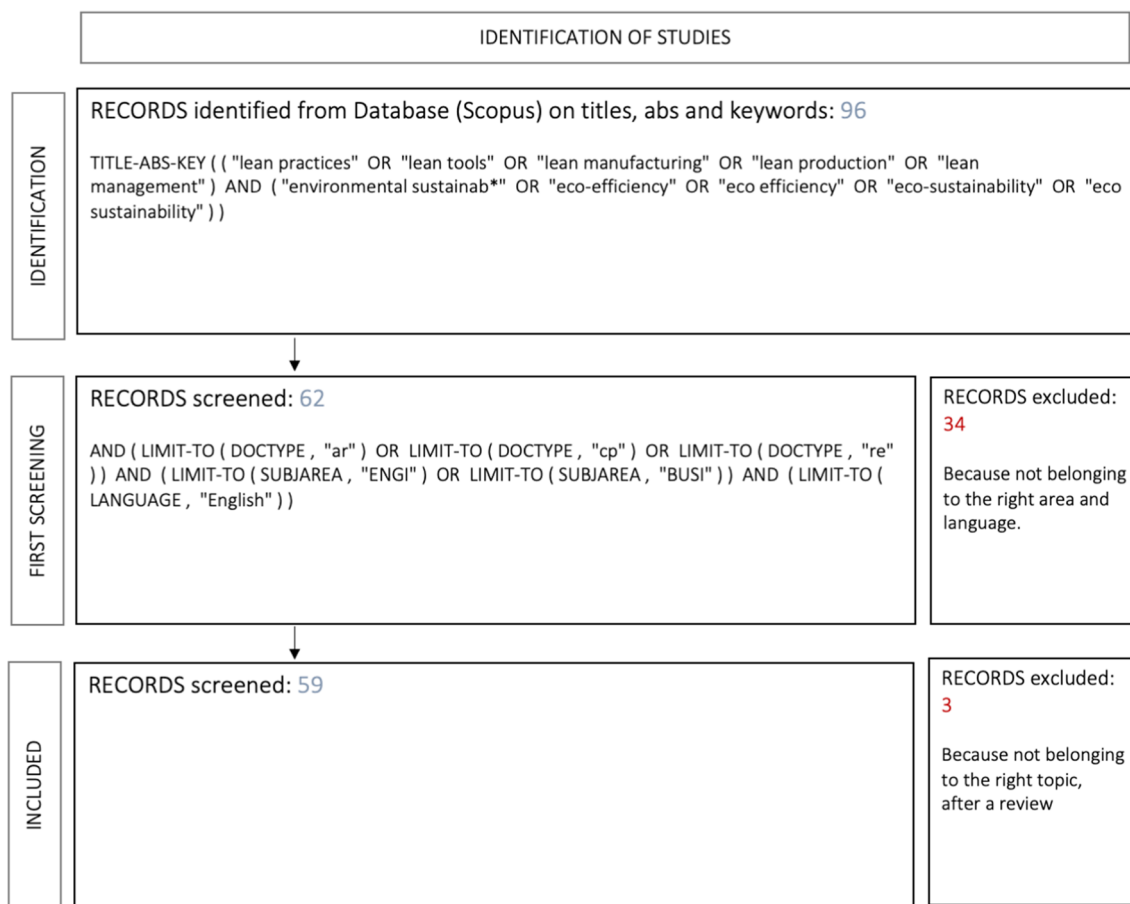 IDENTIFICATION OF STUDIES
IDENTIFICATION
RECORDS identified from Database (Scopus) on titles, abs and keywords: 96
TITLE-ABS-KEY ( ( "lean practices" OR "lean tools" OR "lean manufacturing" OR "lean production" OR "lean
management" ) AND ( "environmental sustainab*" OR "eco-efficiency" OR "eco efficiency" OR "eco-sustainability" OR "eco
sustainability" ) )
FIRST SCREENING
RECORDS screened: 62
AND ( LIMIT-TO ( DOCTYPE , "ar" ) OR LIMIT-TO ( DOCTYPE , "cp" ) OR LIMIT-TO ( DOCTYPE , "re"
) ) AND ( LIMIT-TO ( SUBJAREA , "ENGI" ) OR LIMIT-TO ( SUBJAREA , "BUSI" ) ) AND ( LIMIT-TO (
LANGUAGE , "English" ) )
RECORDS excluded:
34
Because not belonging
to the right area and
language.
INCLUDED
RECORDS screened: 59
RECORDS excluded:
3
Because not belonging
to the right topic,
after a review